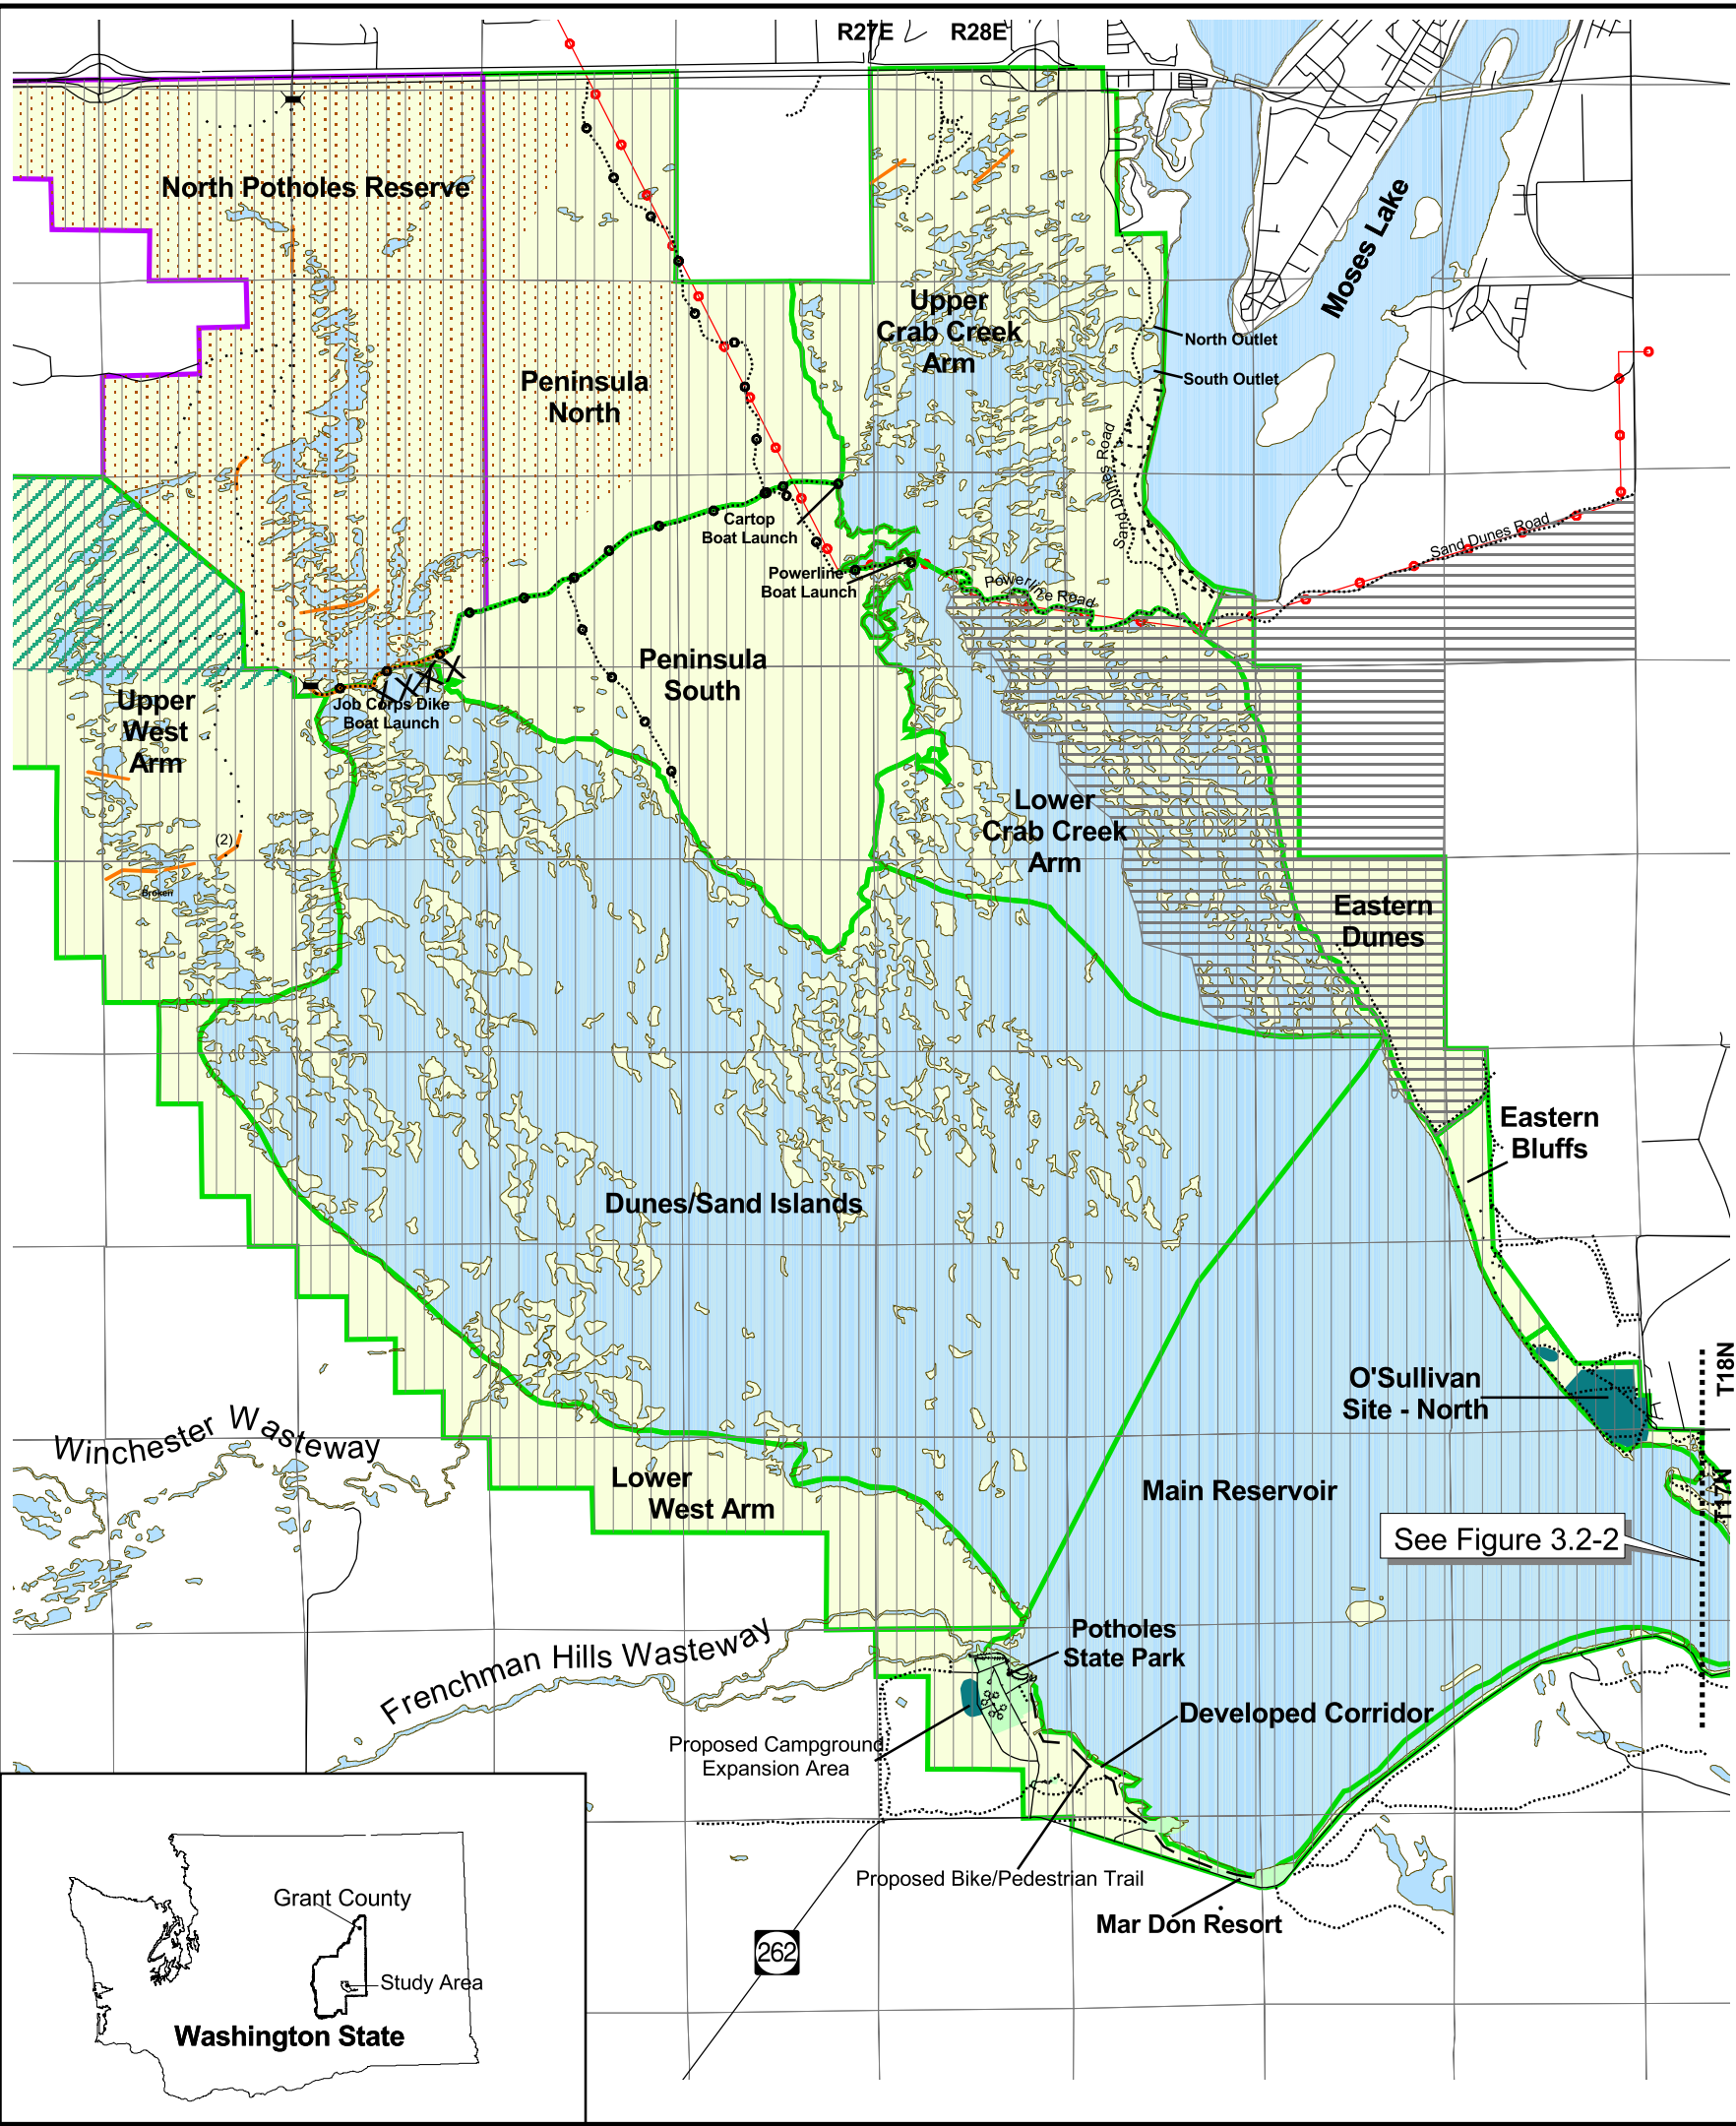 R27E
R28E
North Potholes Reserve
Moses Lake
Upper
Crab Creek
Arm
North Outlet
South Outlet
Peninsula
North
Sand Dunes Road
Cartop
Boat Launch
Sand Dunes Road
Powerline
Boat Launch
Powerline Road
Peninsula
South
Upper
West
Arm
Job Corps Dike
Boat Launch
Lower
Crab Creek
Arm
(2)
Broken
Eastern
Dunes
Eastern
Bluffs
Dunes/Sand Islands
O'Sullivan
Site - North
T18N
T17N
Winchester Wasteway
Lower
West Arm
Main Reservoir
See Figure 3.2-2
Frenchman Hills Wasteway
Potholes
State Park
Developed Corridor
Proposed Campground
Expansion Area
Proposed Bike/Pedestrian Trail
Mar Don Resort
262
Grant County
Study Area
Washington State